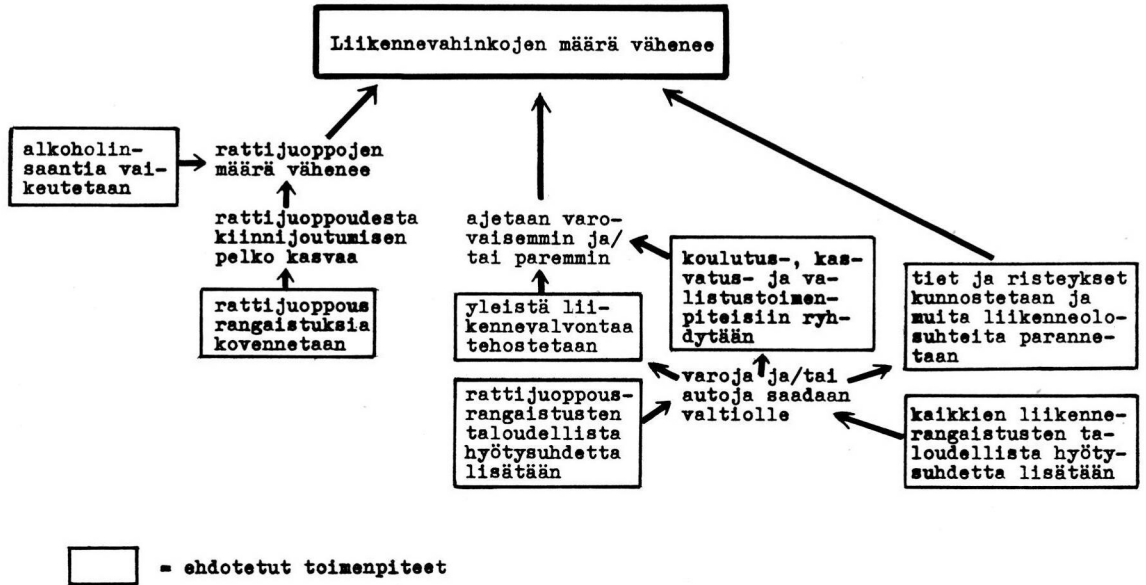 Liikennevahinkojen määrä vähenee
alkoholin-
saantia vai-
keutetaan
rattijuoppojen
määrä vähenee
rattijuoppoudesta
kiinnijoutumisen
pelko kasvaa
rattijuoppous
rangaistuksia
kovennetaan
ajetaan varo-
vaisemmin ja/
tai paremmin
yleistä lii-
kennevalvontaa
tehostetaan
koulutus-, kas-
vatus- ja va-
listustoimen-
piteisiin ryh-
dytään
tiet ja risteykset
kunnostetaan ja
muita liikenneolo-
suhteita paranne-
taan
varoja ja/tai
autoja saadaan
valtiolle
rattijuoppous-
rangaistusten
taloudellista
hyötysuhdetta
lisätään
kaikkien liikenne-
rangaistusten ta-
loudellista hyöty-
suhdetta lisätään
= ehdotetut toimenpiteet